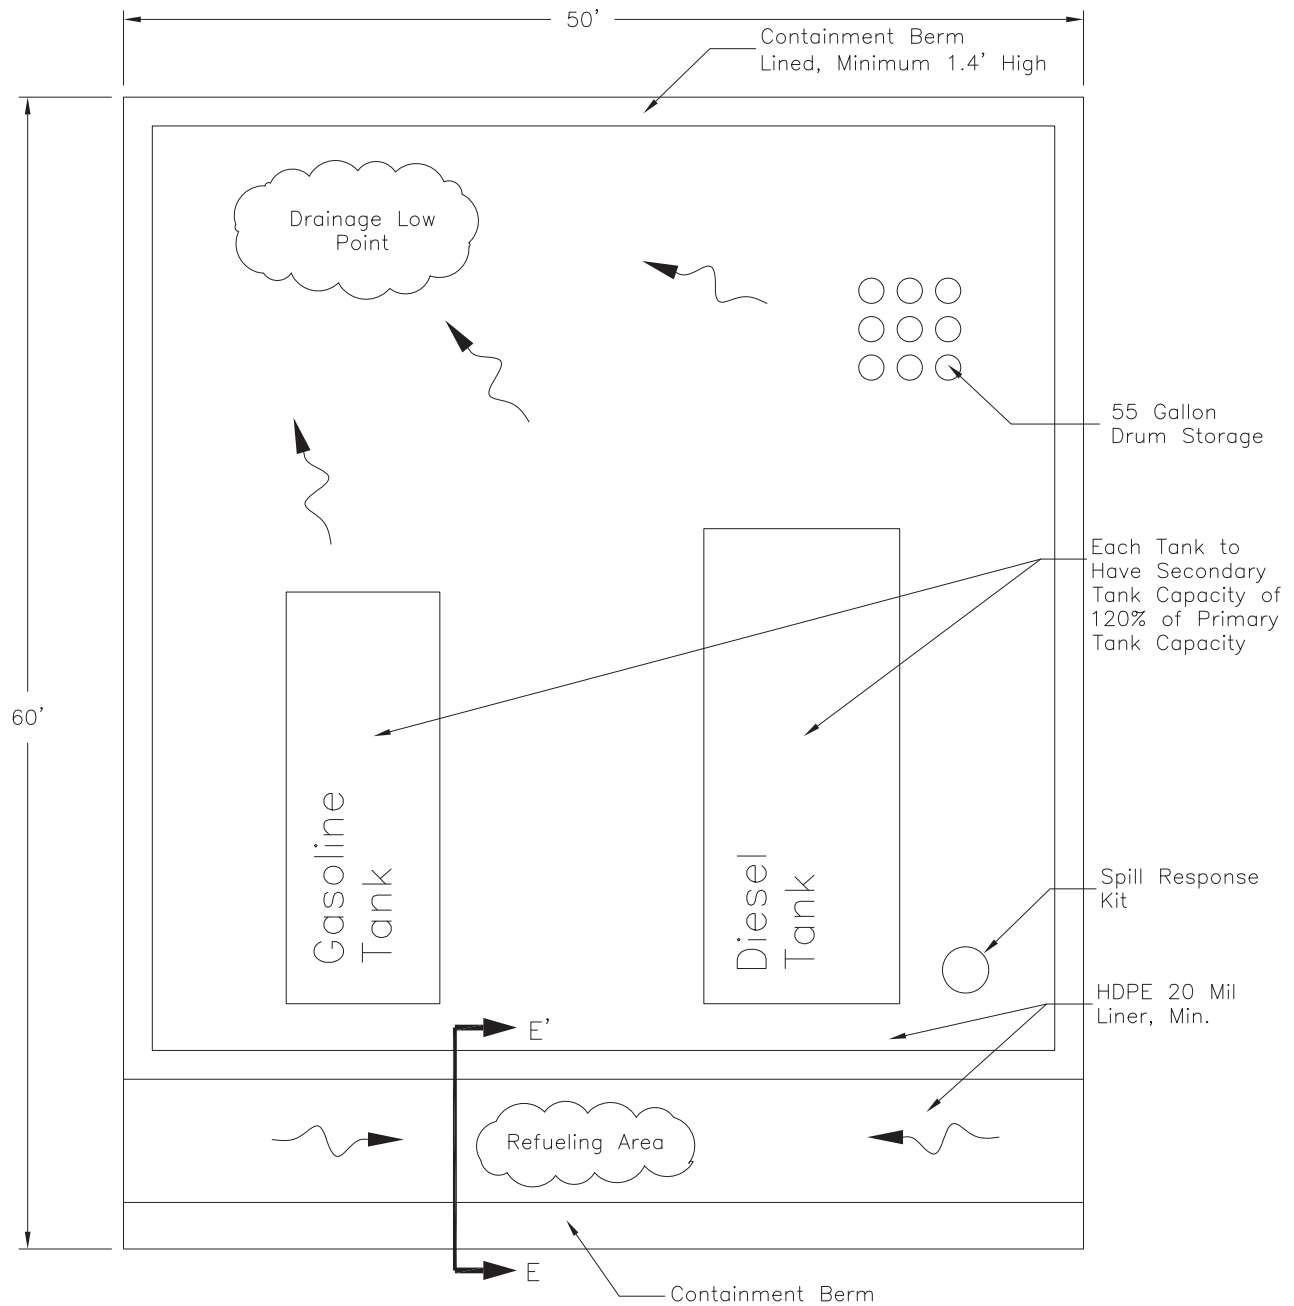 50'
Containment Berm
Lined, Minimum 1.4' High
Drainage Low
Point
55 Gallon
Drum Storage
Each Tank to
Have Secondary
Tank Capacity of
120% of Primary
Tank Capacity
60'
Gasoline
Tank
Diesel
Tank
Spill Response
Kit
HDPE 20 Mil
Liner, Min.
E'
Refueling Area
E
Containment Berm